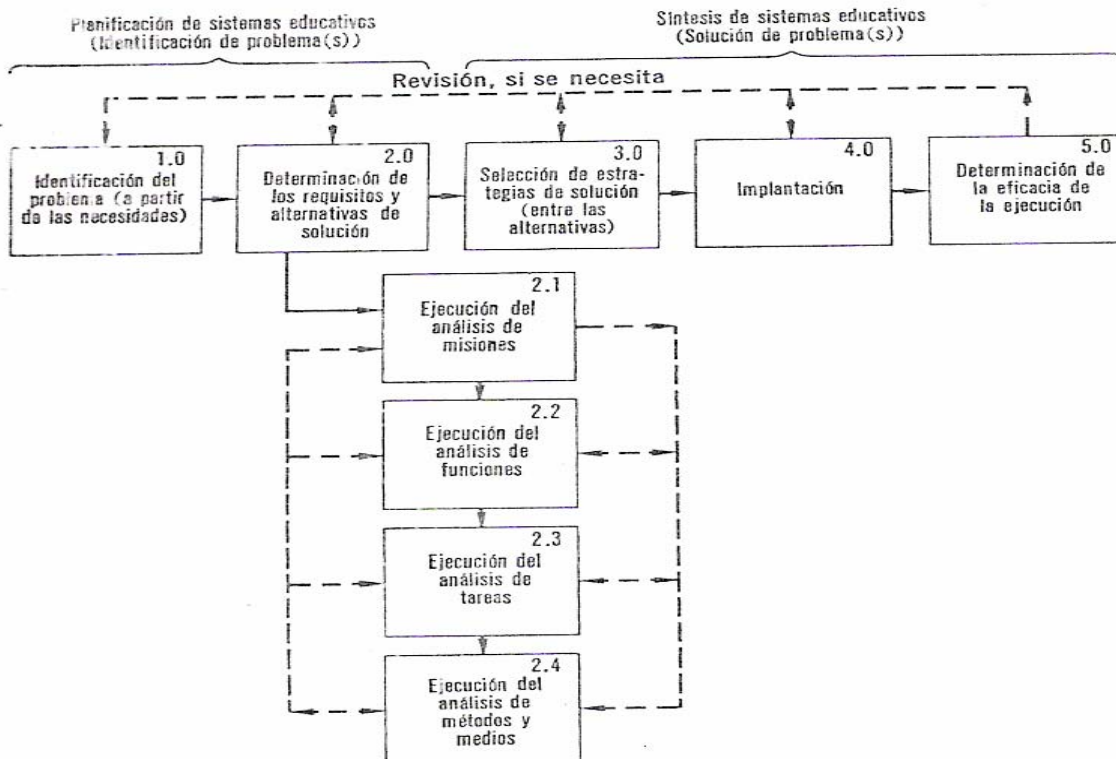 Planificación de sistemas educativos
(Identificación de problema(s))
Síntesis de sistemas educativos
(Solución de problema(s))
Revisión, si se necesita
1.0
Identificación del
problema (a partir
de las necesidades)
2.0
Determinación de
los requisitos y
alternativas de
solución
3.0
Selección de estra-
tegias de solución
(entre las
alternativas)
4.0
Implantación
5.0
Determinación de
la eficacia de
la ejecución
2.1
Ejecución del
análisis de
misiones
2.2
Ejecución del
análisis de
funciones
2.3
Ejecución del
análisis de
tareas
2.4
Ejecución del
análisis de
métodos y
medios